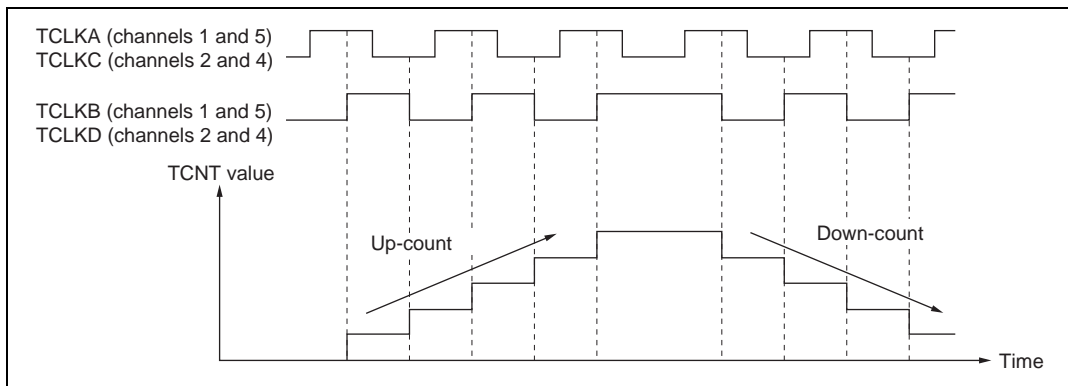 TCLKA (channels 1 and 5)
TCLKC (channels 2 and 4)
TCLKB (channels 1 and 5)
TCLKD (channels 2 and 4)
TCNT value
Up-count
Down-count
Time